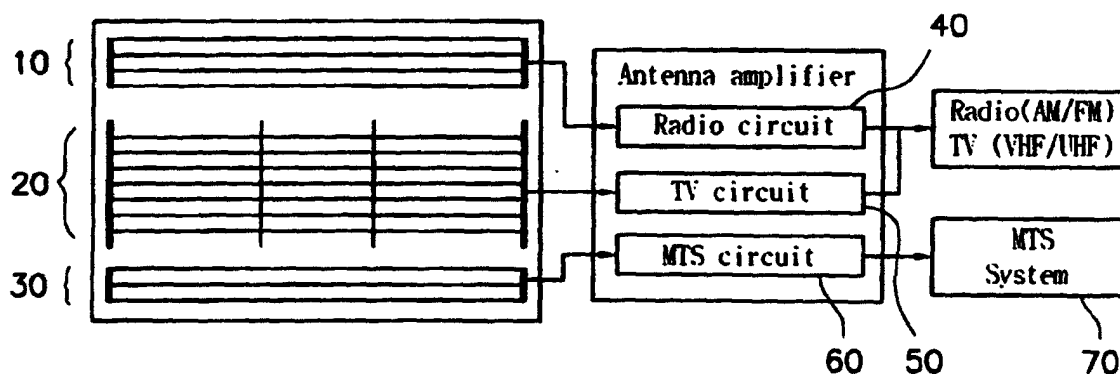 40
10
Antenna amplifier
Radio circuit
Radio(AM/FM)
TV (VHF/UHF)
20
TV circuit
MTS circuit
MTS
System
30
60
50
70